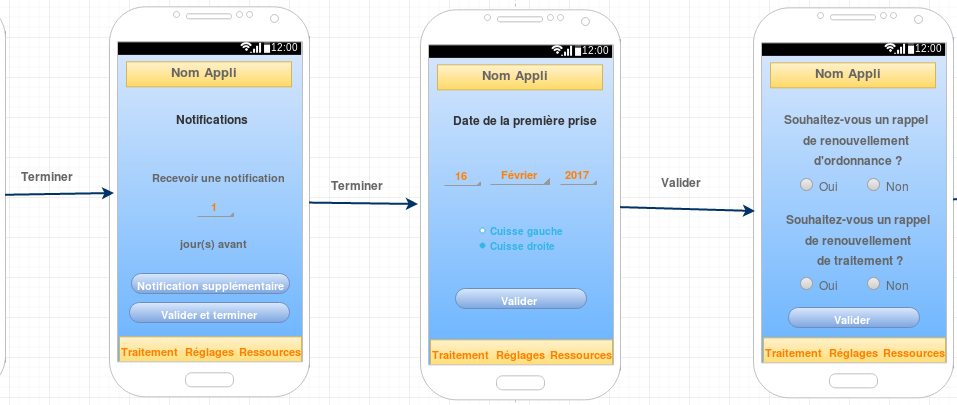 Terminer
12:00
Nom Appli
Notifications
Recevoir une notification
1
jour(s) avant
Notification supplémentaire
Valider et terminer
Traitement Réglages Ressources
Terminer
12:00
Nom Appli
Date de la première prise
16 Février 2017
Cuisse gauche
Cuisse droite
Valider
Traitement Réglages Ressources
Valider
12:00
Nom Appli
Souhaitez-vous un rappel
de renouvellement
d'ordonnance ?
Oui Non
Souhaitez-vous un rappel
de renouvellement
de traitement ?
Oui Non
Valider
Traitement Réglages Ressources